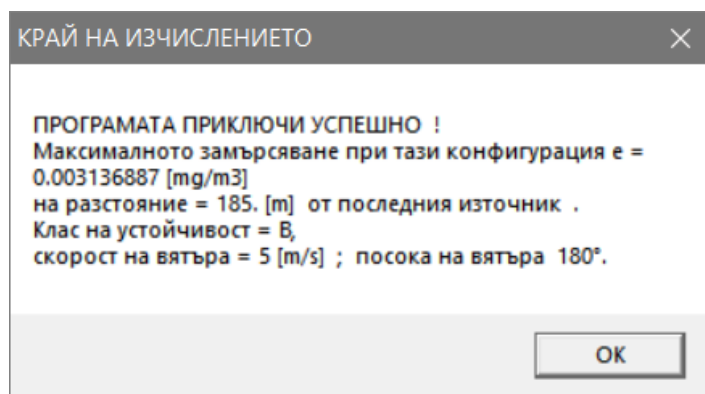 КРАЙ НА ИЗЧИСЛЕНИЕТО
ПРОГРАМАТА ПРИКЛЮЧИ УСПЕШНО !
Максималното замърсяване при тази конфигурация е =
0.003136887 [mg/m3]
на разстояние = 185. [m] от последния източник .
Клас на устойчивост = B,
скорост на вятъра = 5 [m/s] ; посока на вятъра 180°.
OK